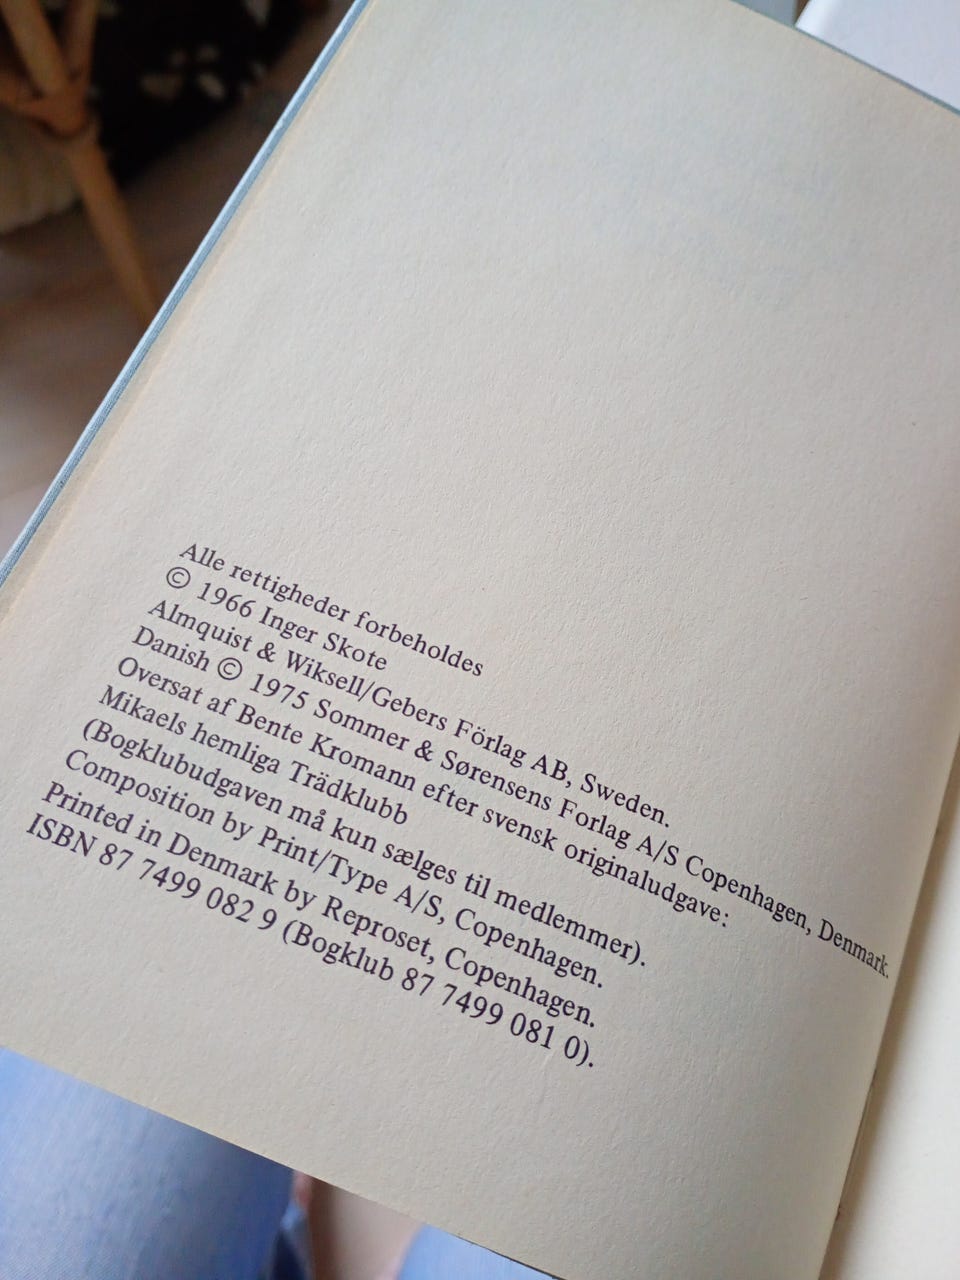 Alle rettigheder forbeholdes
© 1966 Inger Skote
Almquist & Wiksell/Gebers Förlag AB, Sweden.
Danish © 1975 Sommer & Sørensens Forlag A/S Copenhagen, Denmark.
Oversat af Bente Kromann efter svensk originaludgave:
Mikaels hemliga Trädklubb
(Bogklubudgaven må kun sælges til medlemmer).
Composition by Print/Type A/S, Copenhagen.
Printed in Denmark by Reproset, Copenhagen.
ISBN 87 7499 082 9 (Bogklub 87 7499 081 0).